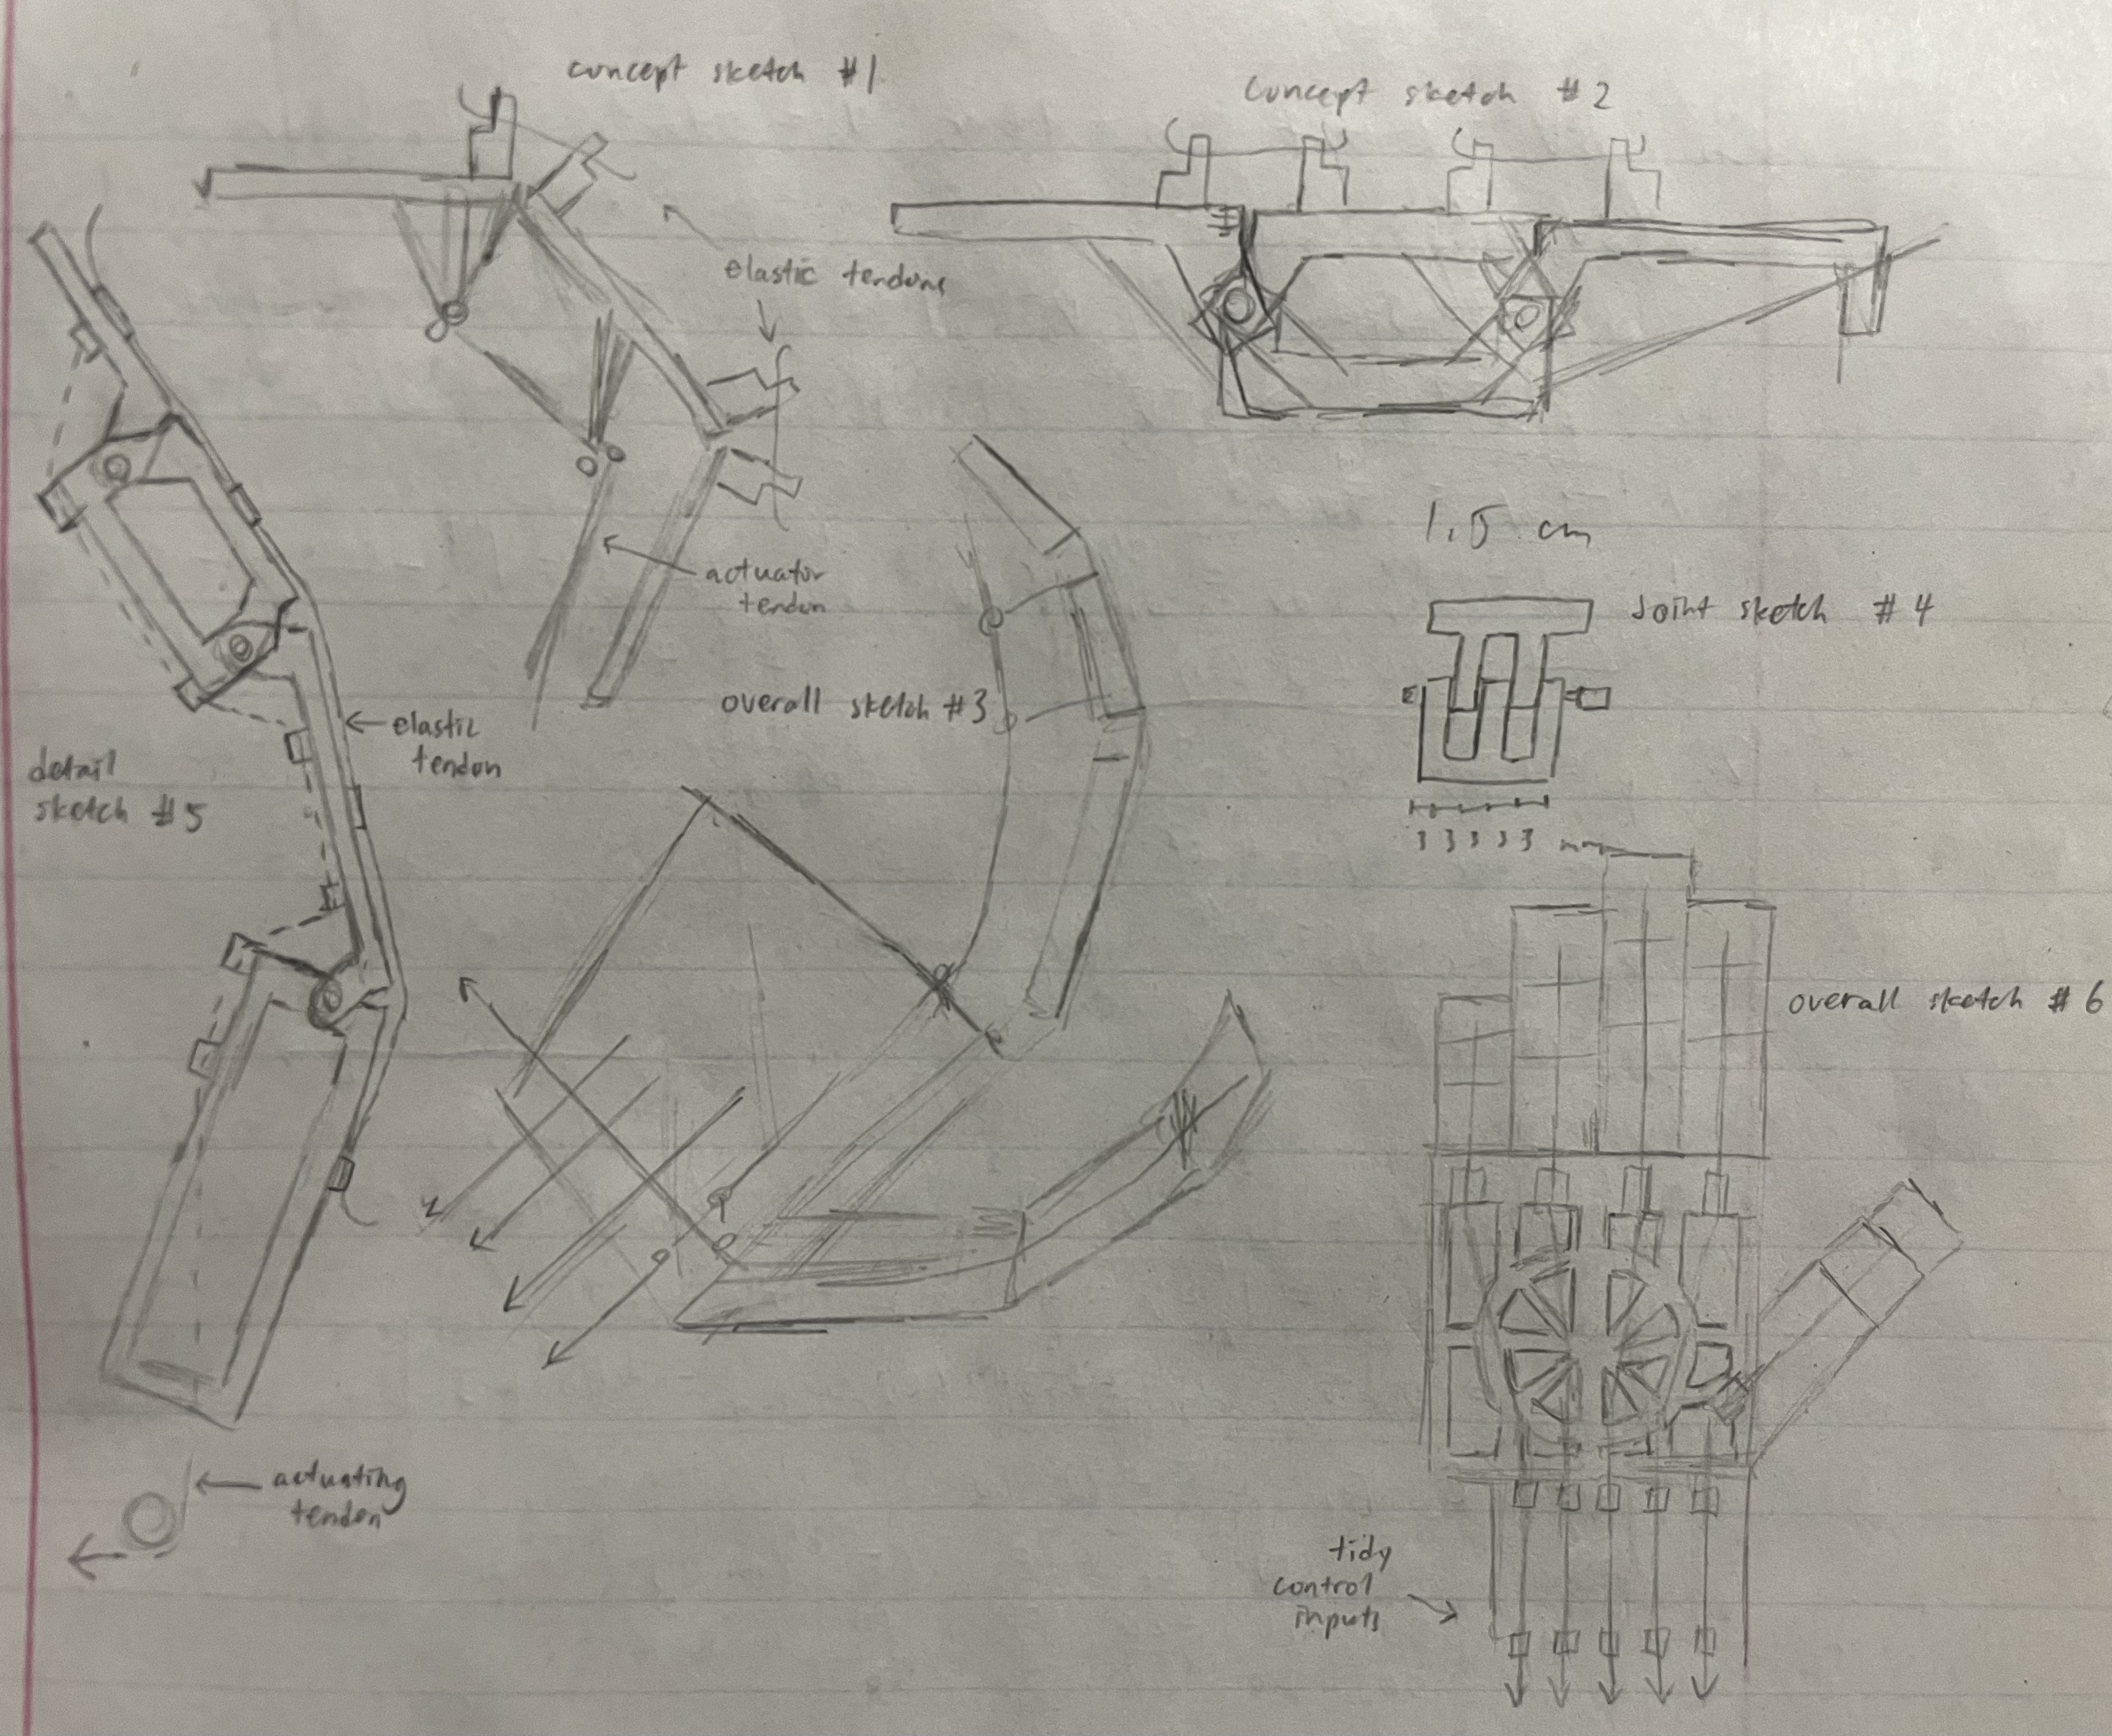 concept sketch #1
concept sketch #2
elastic tendons
1.5 cm
Joint sketch #4
actuator
tendon
overall sketch #3
elastic
tendon
detail
sketch #5
3 3 3 3 3 mm
overall sketch #6
actuating
tendon
tidy
control
inputs